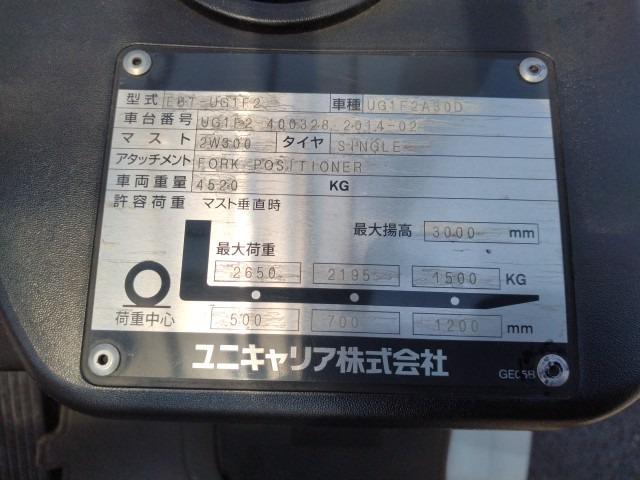 型式 EBT-UG1F2 車種 UG1F2A30D
車台番号 UG1F2-400328 2014-02
マスト 2W300 タイヤ SINGLE
アタッチメント FORK POSITIONER
車両重量 4520 KG
許容荷重 マスト垂直時
最大揚高 3000 mm
最大荷重
2650 2195 1500 KG
荷重中心 500 700 1200 mm
ユニキャリア株式会社